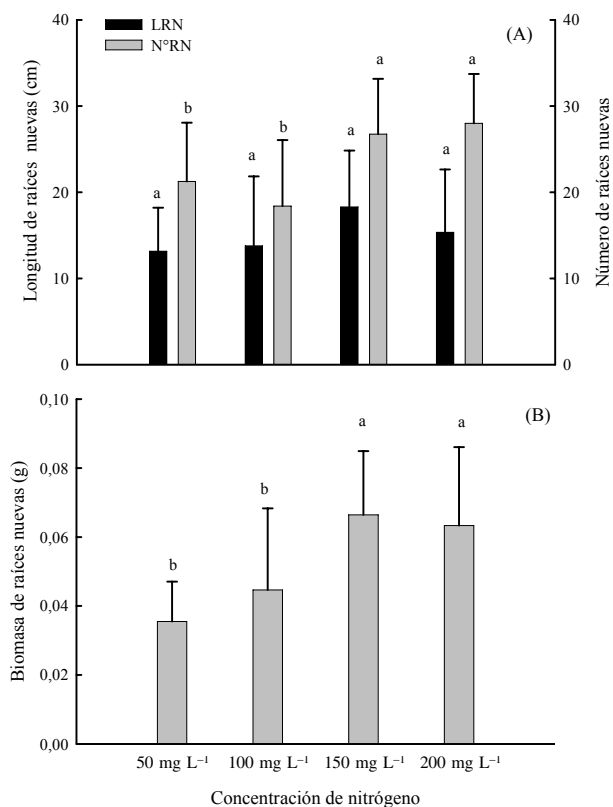 LRN
N°RN
(A)
40
30
20
10
0
Longitud de raíces nuevas (cm)
a
b
a
b
a
a
a
a
40
30
20
10
0
Número de raíces nuevas
(B)
0,10
0,08
0,06
0,04
0,02
0,00
Biomasa de raíces nuevas (g)
b
b
a
a
50 mg L⁻¹
100 mg L⁻¹
150 mg L⁻¹
200 mg L⁻¹
Concentración de nitrógeno